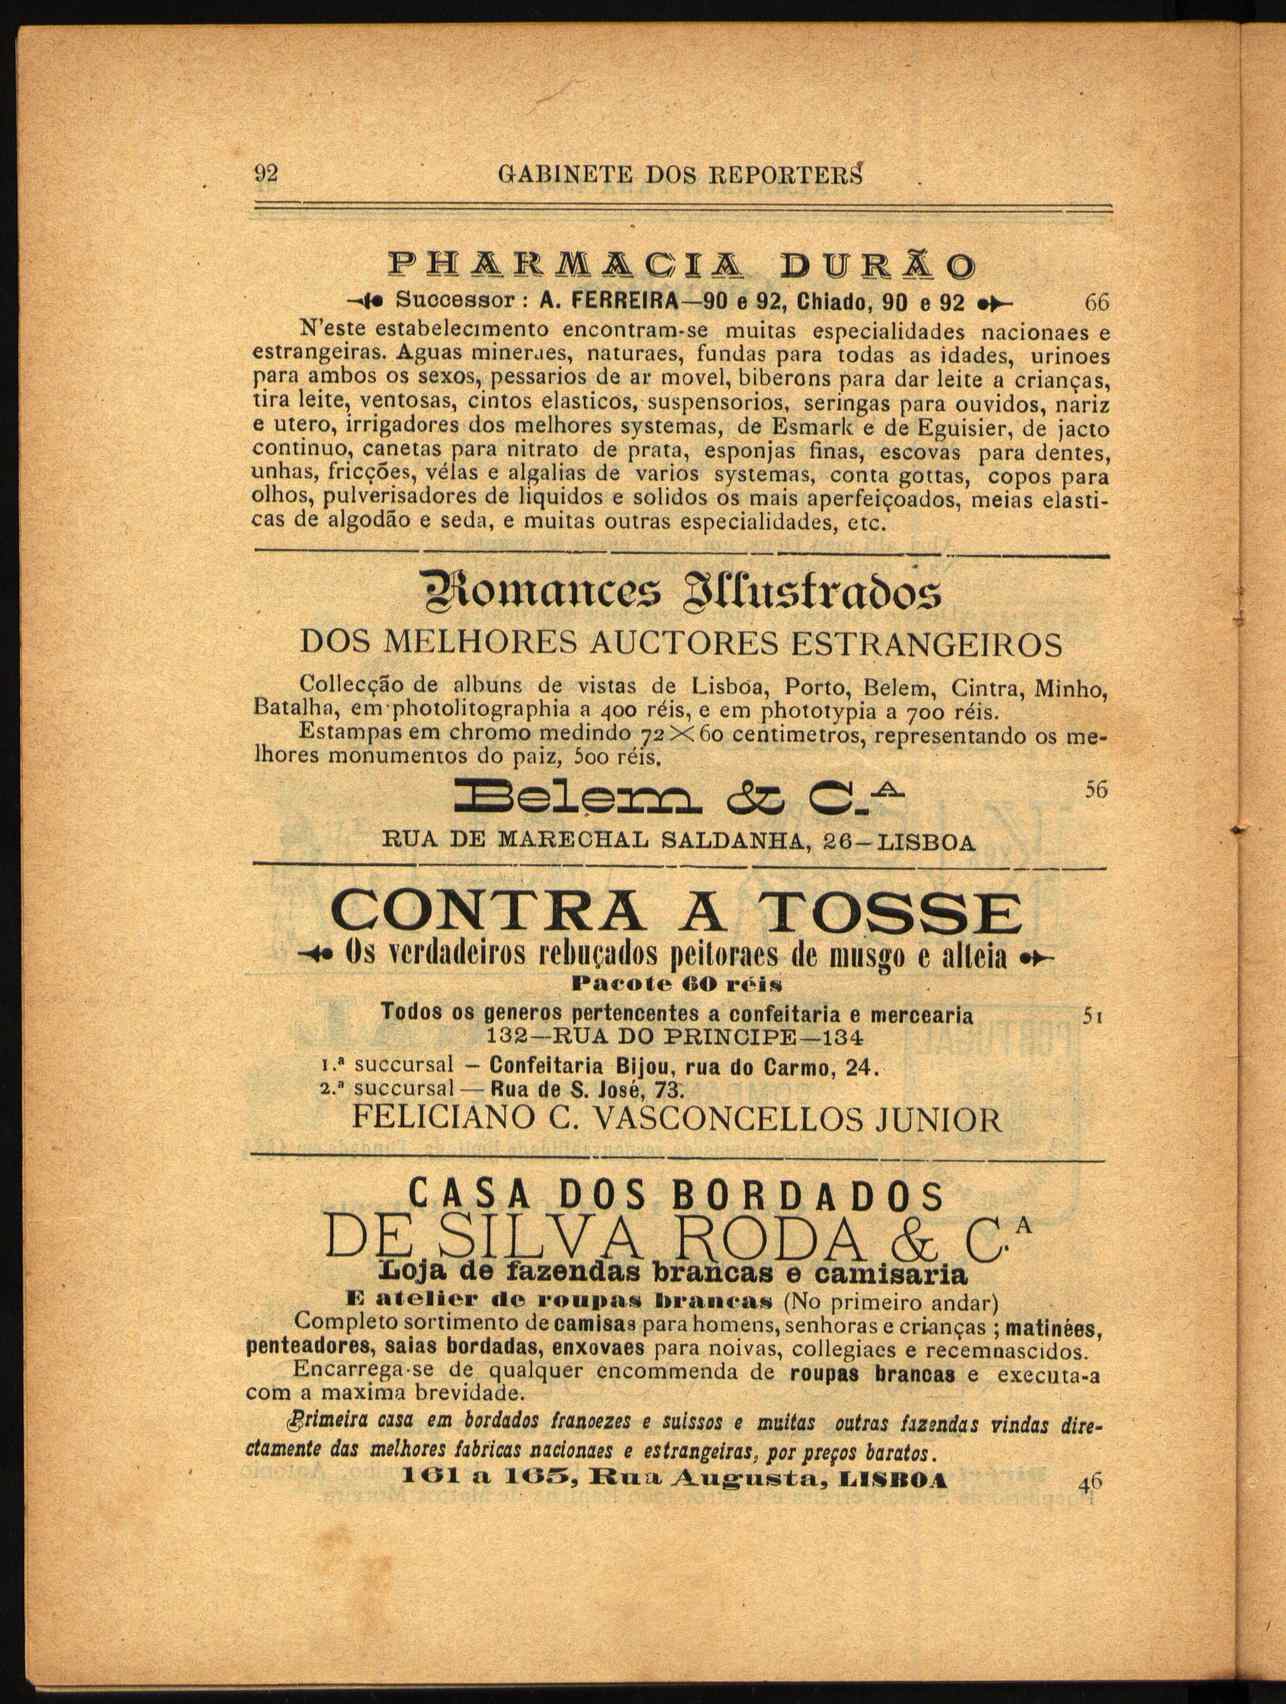 92 GABINETE DOS REPORTERS
PHARMACIA DURÃO
Successor: A. FERREIRA—90 e 92, Chiado, 90 e 92 66
N'este estabelecimento encontram-se muitas especialidades nacionaes e
estrangeiras. Aguas mineraes, naturaes, fundas para todas as idades, urinoes
para ambos os sexos, pessarios de ar movel, biberons para dar leite a crianças,
tira leite, ventosas, cintos elasticos, suspensorios, seringas para ouvidos, nariz
e utero, irrigadores dos melhores systemas, de Esmark e de Eguisier, de jacto
continuo, canetas para nitrato de prata, esponjas finas, escovas para dentes,
unhas, fricções, vélas e algalias de varios systemas, conta gottas, copos para
olhos, pulverisadores de liquidos e solidos os mais aperfeiçoados, meias elasti-
cas de algodão e seda, e muitas outras especialidades, etc.
Romances Illustrados
DOS MELHORES AUCTORES ESTRANGEIROS
Collecção de albuns de vistas de Lisboa, Porto, Belem, Cintra, Minho,
Batalha, em photolitographia a 400 réis, e em phototypia a 700 réis.
Estampas em chromo medindo 72×60 centimetros, representando os me-
lhores monumentos do paiz, 500 réis.
Belem & C.ª 56
RUA DE MARECHAL SALDANHA, 26—LISBOA
CONTRA A TOSSE
Os verdadeiros rebuçados peitoraes de musgo e alteia
Pacote 60 réis
Todos os generos pertencentes a confeitaria e mercearia 51
132—RUA DO PRINCIPE—134
1.ª succursal — Confeitaria Bijou, rua do Carmo, 24.
2.ª succursal — Rua de S. José, 73.
FELICIANO C. VASCONCELLOS JUNIOR
CASA DOS BORDADOS
DE SILVA RODA & C.ª
Loja de fazendas brancas e camisaria
E atelier de roupas brancas (No primeiro andar)
Completo sortimento de camisas para homens, senhoras e crianças; matinées,
penteadores, saias bordadas, enxovaes para noivas, collegiaes e recemnascidos.
Encarrega-se de qualquer encommenda de roupas brancas e executa-a
com a maxima brevidade.
Primeira casa em bordados francezes e suissos e muitas outras fazendas vindas dire-
ctamente das melhores fabricas nacionaes e estrangeiras, por preços baratos.
161 a 165, Rua Augusta, LISBOA 46